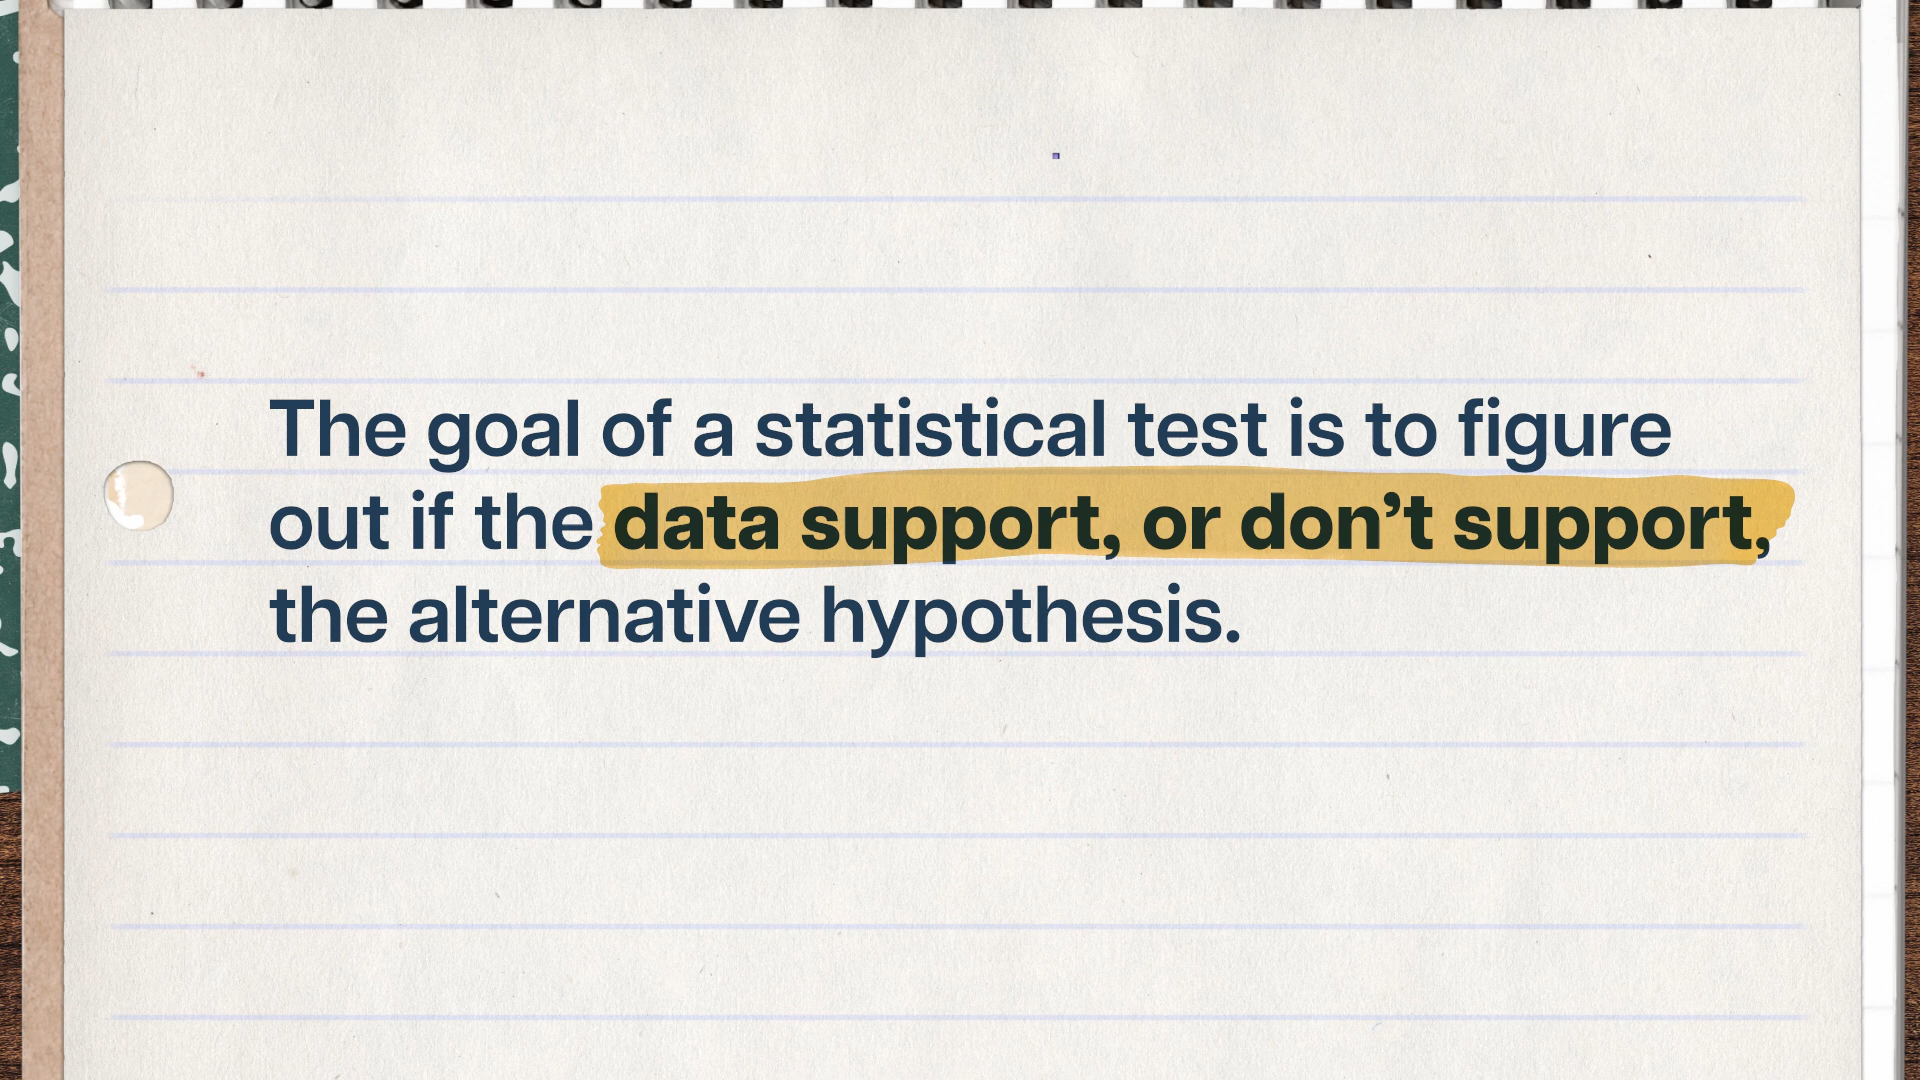 The goal of a statistical test is to figure
out if the data support, or don’t support,
the alternative hypothesis.